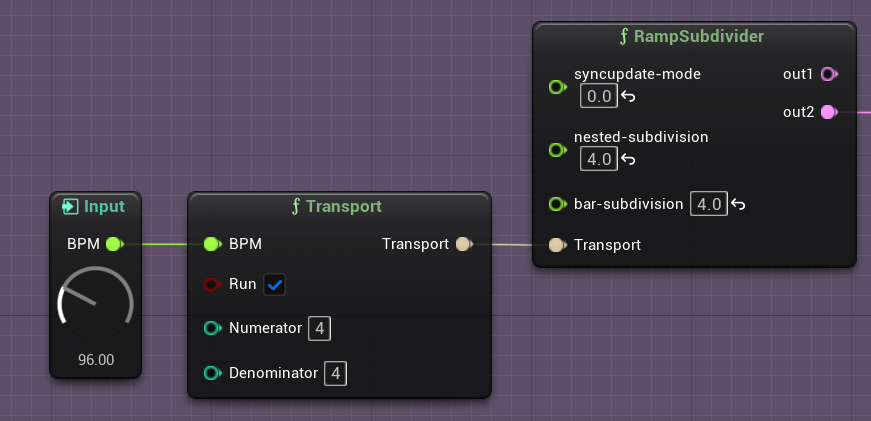 RampSubdivider
syncupdate-mode
out1
0.0
out2
nested-subdivision
4.0
bar-subdivision 4.0
Transport
Input
BPM
96.00
Transport
BPM
Transport
Run
Numerator 4
Denominator 4